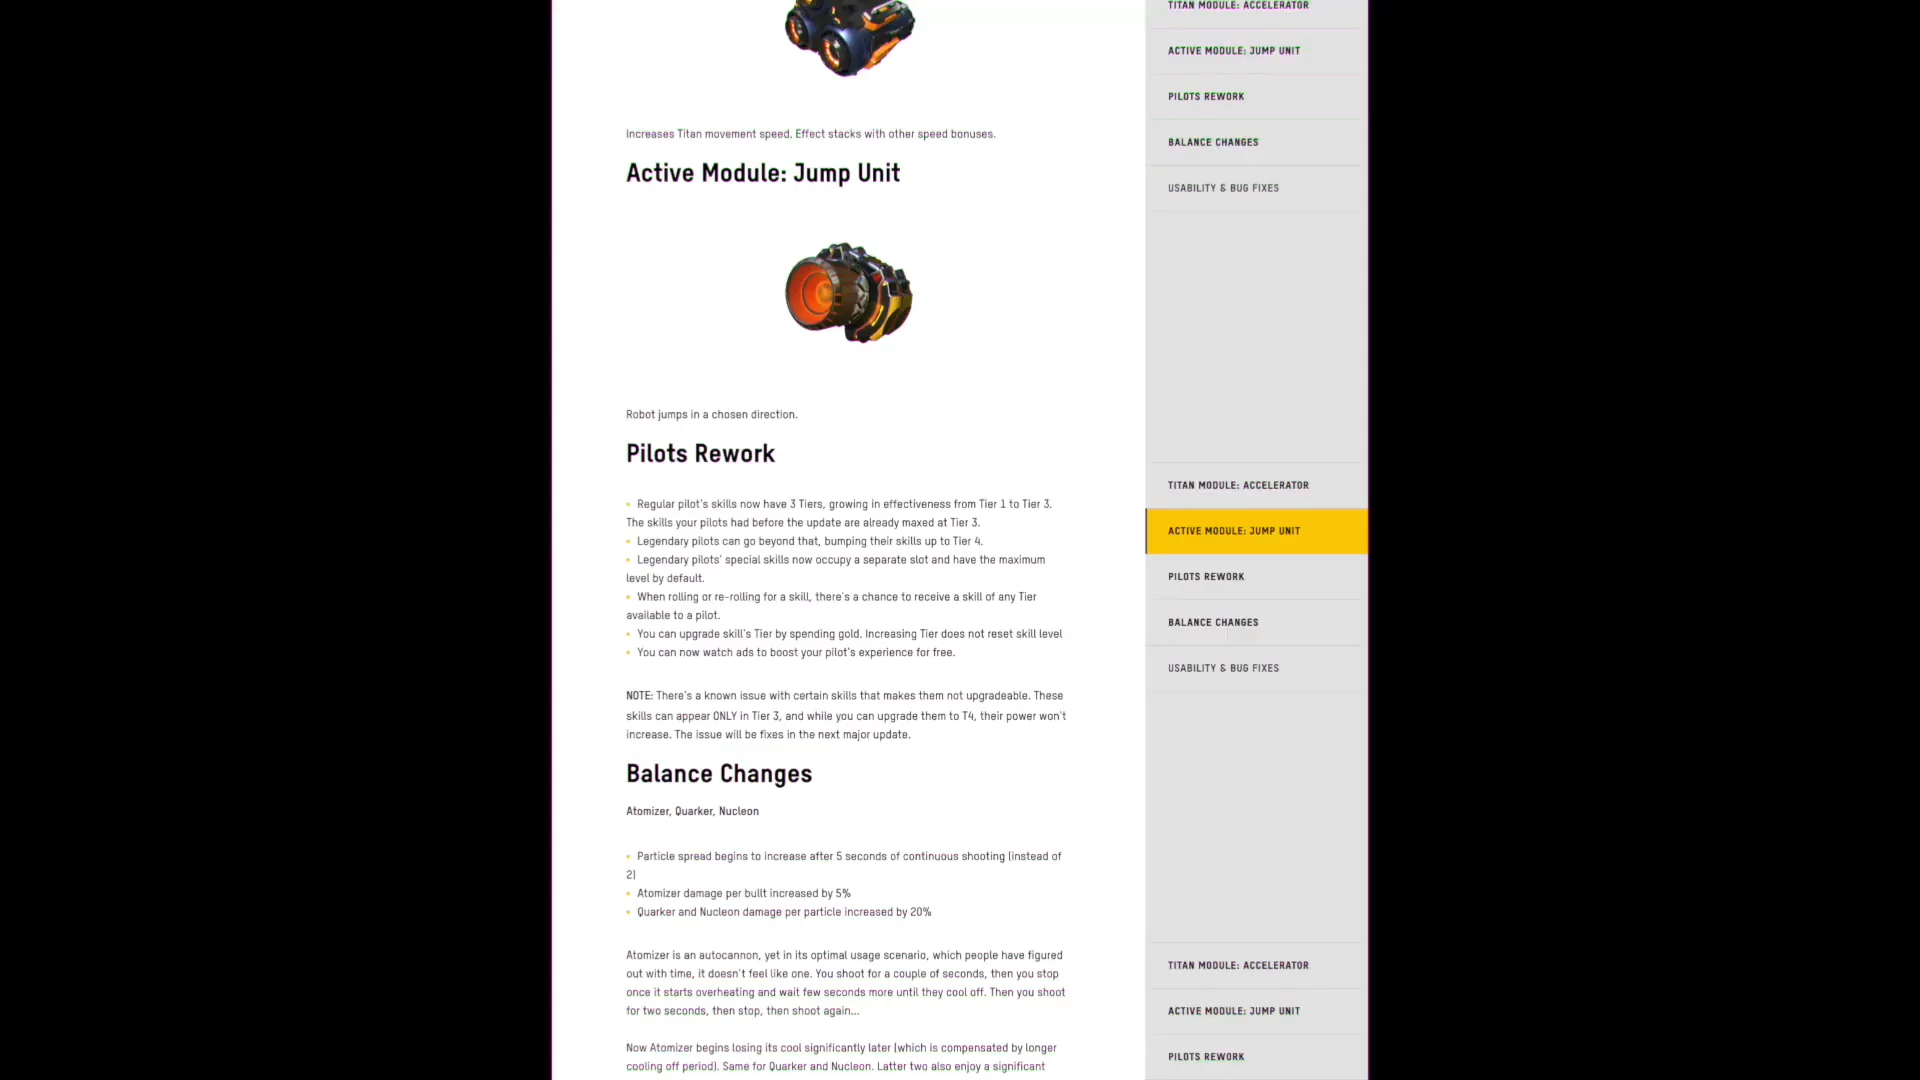 Increases Titan movement speed. Effect stacks with other speed bonuses.
Active Module: Jump Unit
Robot jumps in a chosen direction.
Pilots Rework
• Regular pilot's skills now have 3 Tiers, growing in effectiveness from Tier 1 to Tier 3.
The skills your pilots had before the update are already maxed at Tier 3.
• Legendary pilots can go beyond that, bumping their skills up to Tier 4.
• Legendary pilots' special skills now occupy a separate slot and have the maximum
level by default.
• When rolling or re-rolling for a skill, there's a chance to receive a skill of any Tier
available to a pilot.
• You can upgrade skill's Tier by spending gold. Increasing Tier does not reset skill level
• You can now watch ads to boost your pilot's experience for free.
NOTE: There's a known issue with certain skills that makes them not upgradeable. These
skills can appear ONLY in Tier 3, and while you can upgrade them to T4, their power won't
increase. The issue will be fixes in the next major update.
Balance Changes
Atomizer, Quarker, Nucleon
• Particle spread begins to increase after 5 seconds of continuous shooting (instead of
2)
• Atomizer damage per bullt increased by 5%
• Quarker and Nucleon damage per particle increased by 20%
Atomizer is an autocannon, yet in its optimal usage scenario, which people have figured
out with time, it doesn't feel like one. You shoot for a couple of seconds, then you stop
once it starts overheating and wait few seconds more until they cool off. Then you shoot
for two seconds, then stop, then shoot again...
Now Atomizer begins losing its cool significantly later (which is compensated by longer
cooling off period). Same for Quarker and Nucleon. Latter two also enjoy a significant
TITAN MODULE: ACCELERATOR
ACTIVE MODULE: JUMP UNIT
PILOTS REWORK
BALANCE CHANGES
USABILITY & BUG FIXES
TITAN MODULE: ACCELERATOR
ACTIVE MODULE: JUMP UNIT
PILOTS REWORK
BALANCE CHANGES
USABILITY & BUG FIXES
TITAN MODULE: ACCELERATOR
ACTIVE MODULE: JUMP UNIT
PILOTS REWORK